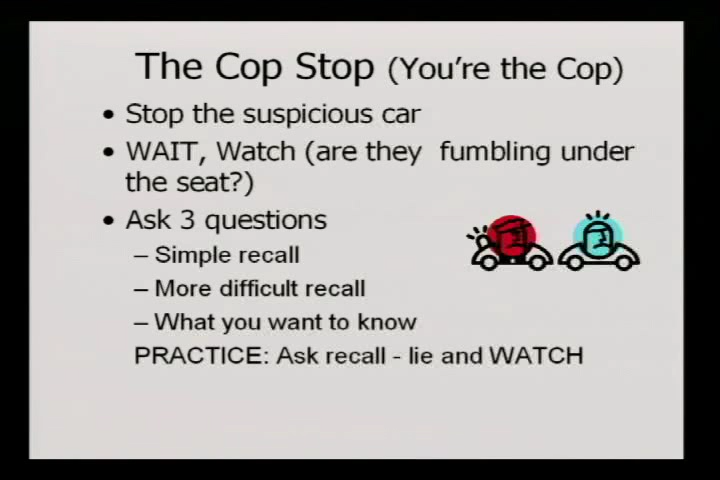 The Cop Stop (You're the Cop)
• Stop the suspicious car
• WAIT, Watch (are they fumbling under
the seat?)
• Ask 3 questions
– Simple recall
– More difficult recall
– What you want to know
PRACTICE: Ask recall - lie and WATCH